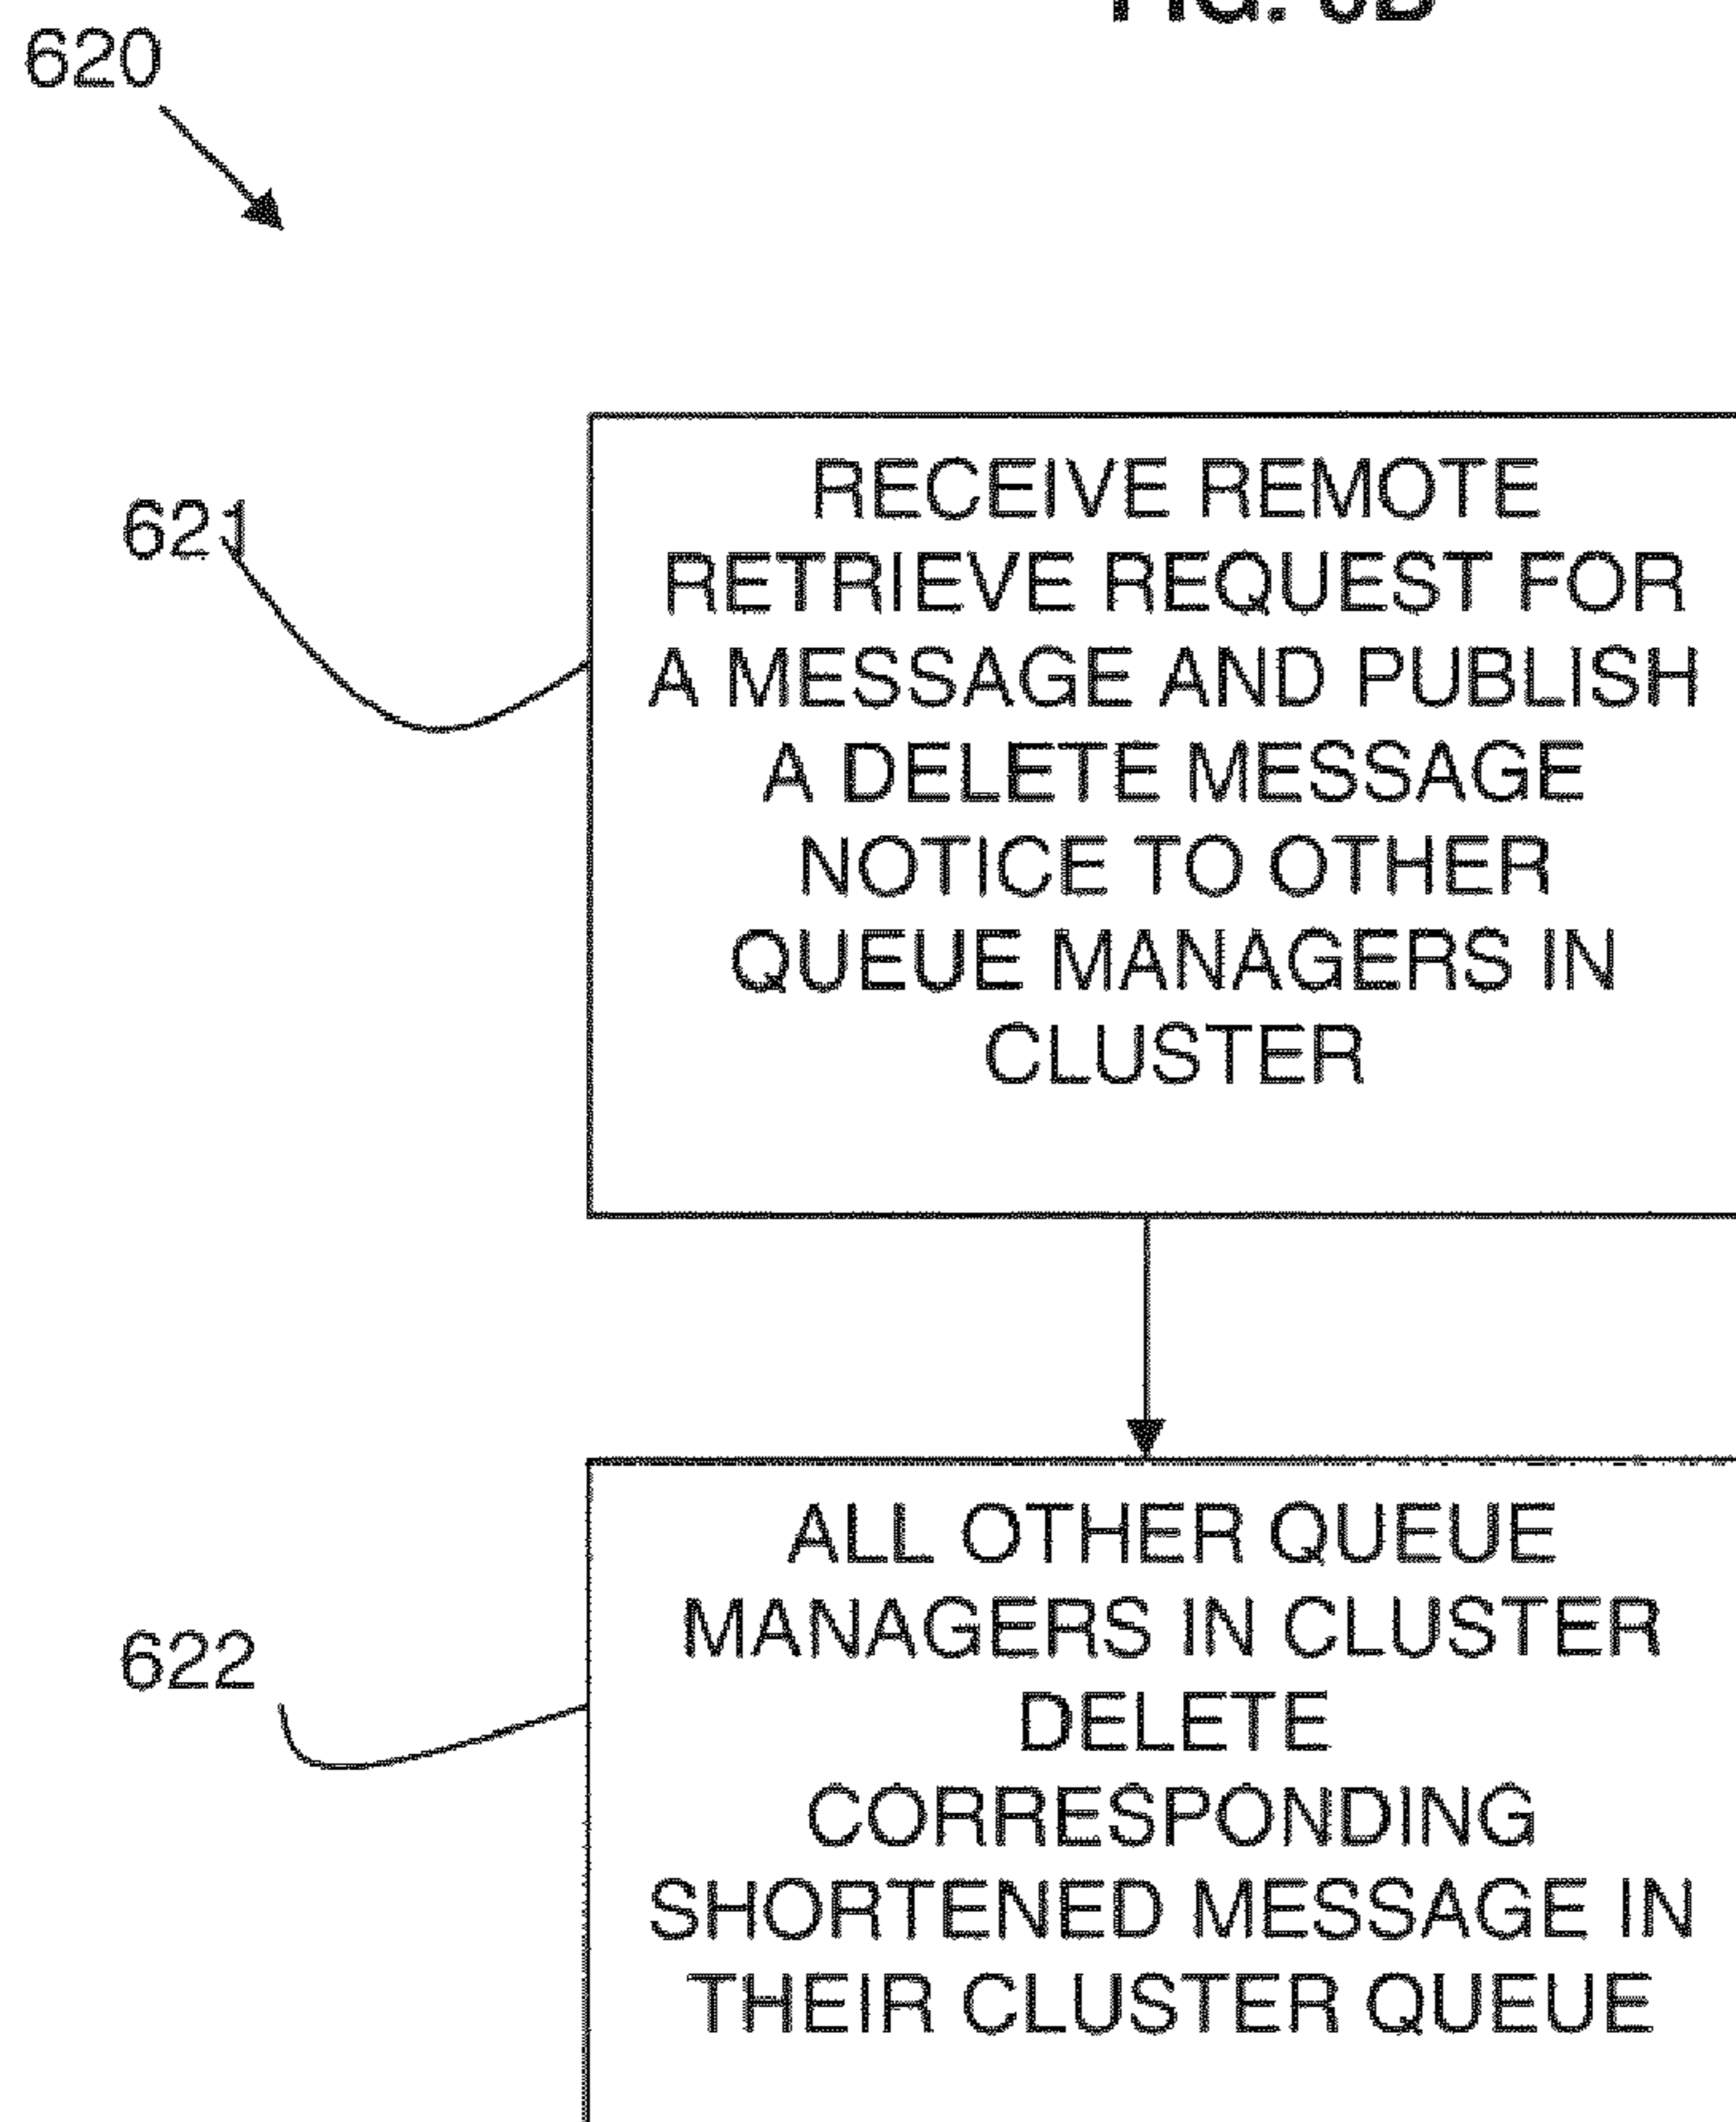 620
621
RECEIVE REMOTE
RETRIEVE REQUEST FOR
A MESSAGE AND PUBLISH
A DELETE MESSAGE
NOTICE TO OTHER
QUEUE MANAGERS IN
CLUSTER
622
ALL OTHER QUEUE
MANAGERS IN CLUSTER
DELETE
CORRESPONDING
SHORTENED MESSAGE IN
THEIR CLUSTER QUEUE